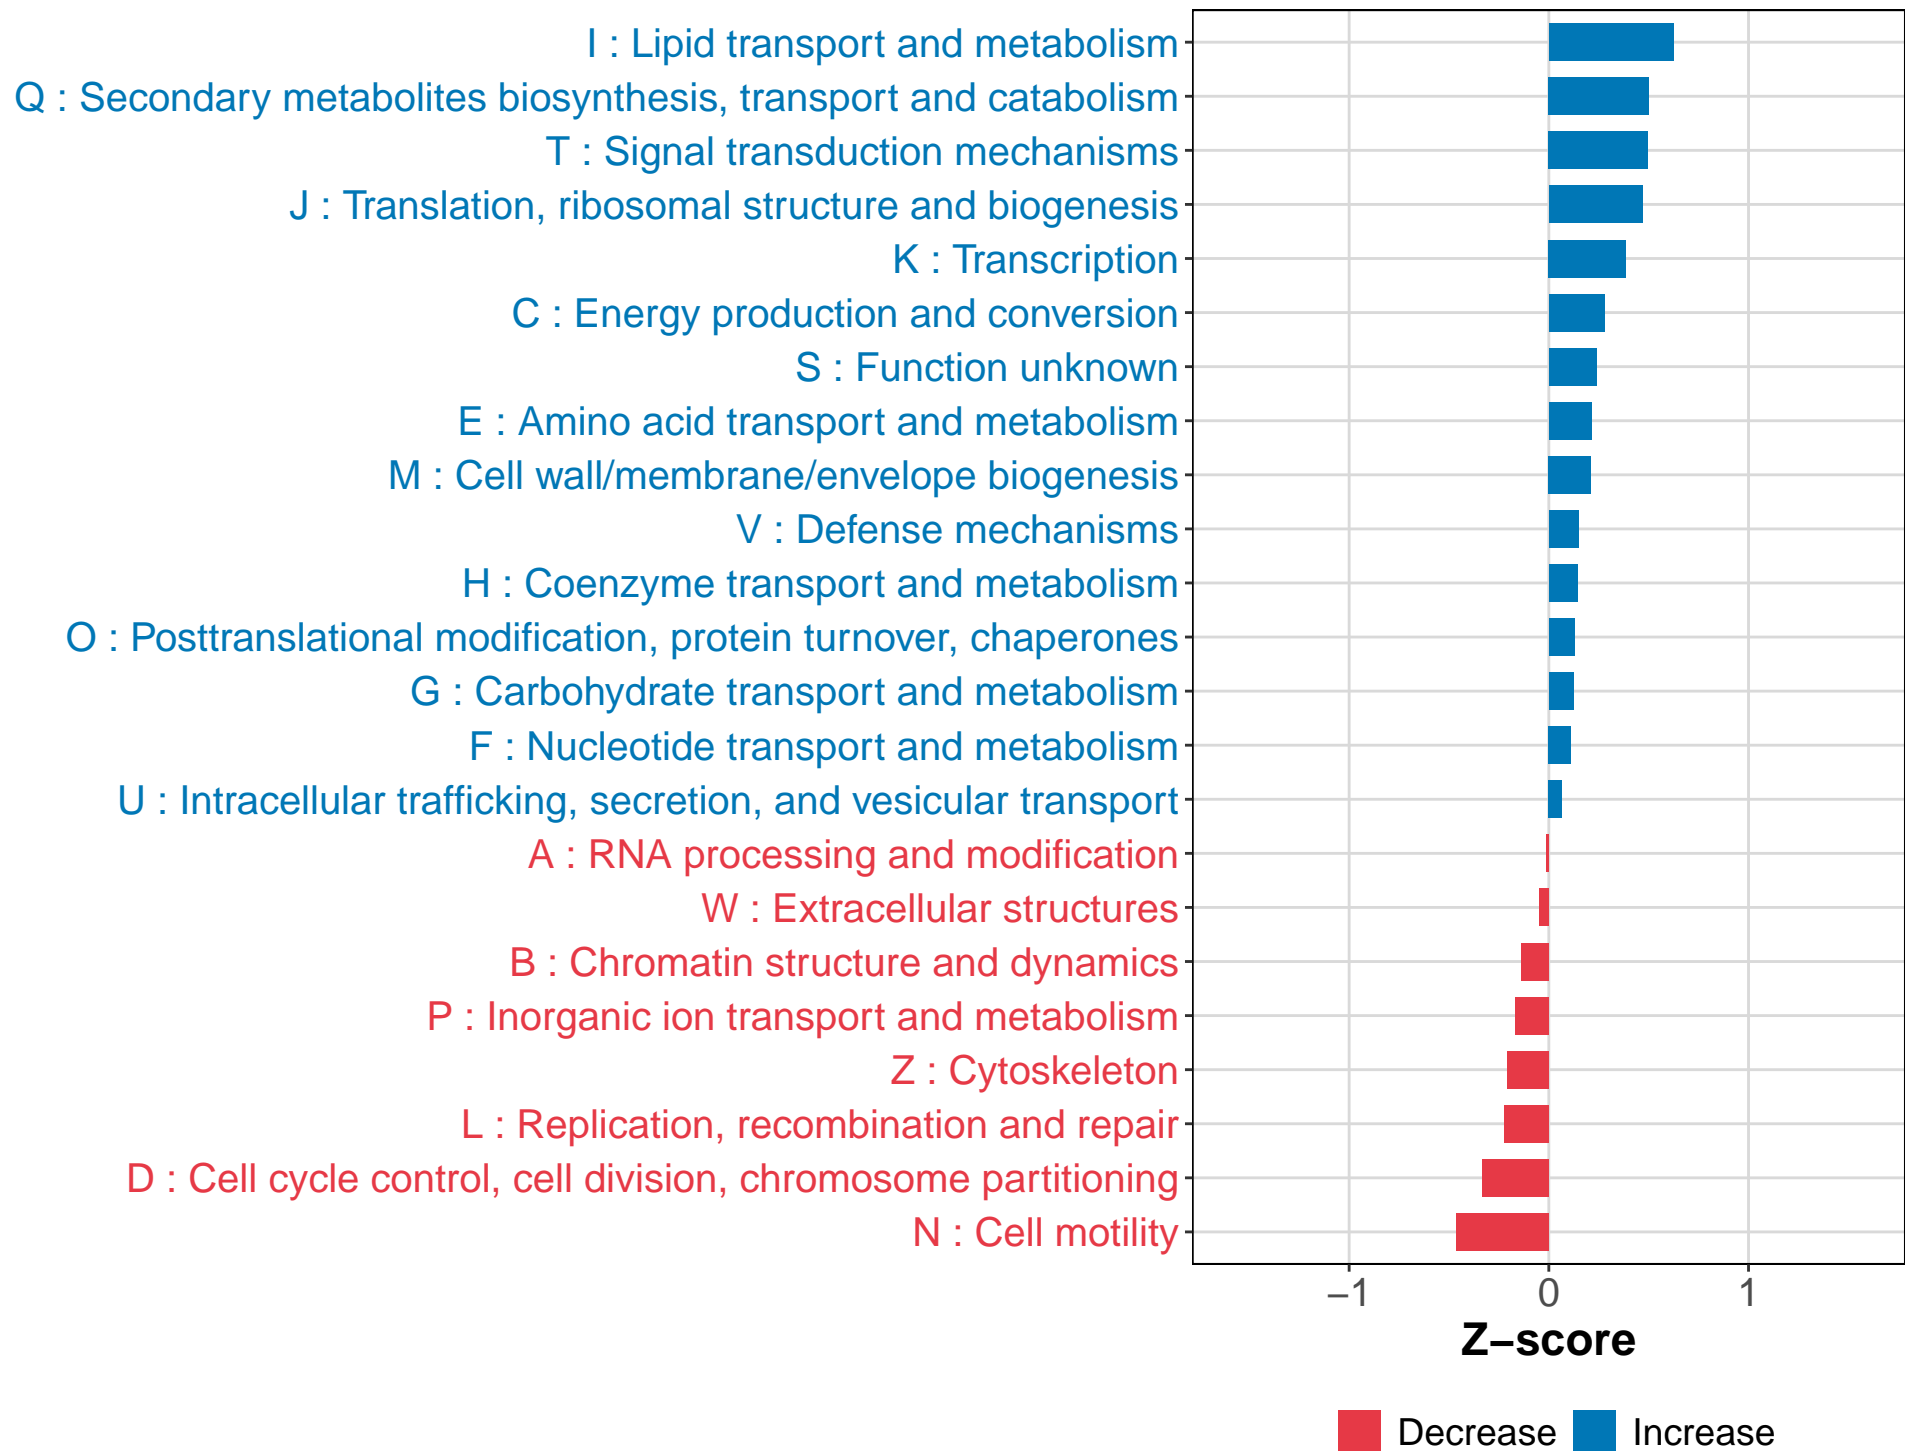 I : Lipid transport and metabolism
Q : Secondary metabolites biosynthesis, transport and catabolism
T : Signal transduction mechanisms
J : Translation, ribosomal structure and biogenesis
K : Transcription
C : Energy production and conversion
S : Function unknown
E : Amino acid transport and metabolism
M : Cell wall/membrane/envelope biogenesis
V : Defense mechanisms
H : Coenzyme transport and metabolism
O : Posttranslational modification, protein turnover, chaperones
G : Carbohydrate transport and metabolism
F : Nucleotide transport and metabolism
U : Intracellular trafficking, secretion, and vesicular transport
A : RNA processing and modification
W : Extracellular structures
B : Chromatin structure and dynamics
P : Inorganic ion transport and metabolism
Z : Cytoskeleton
L : Replication, recombination and repair
D : Cell cycle control, cell division, chromosome partitioning
N : Cell motility
−1 0 1
Z−score
Decrease Increase